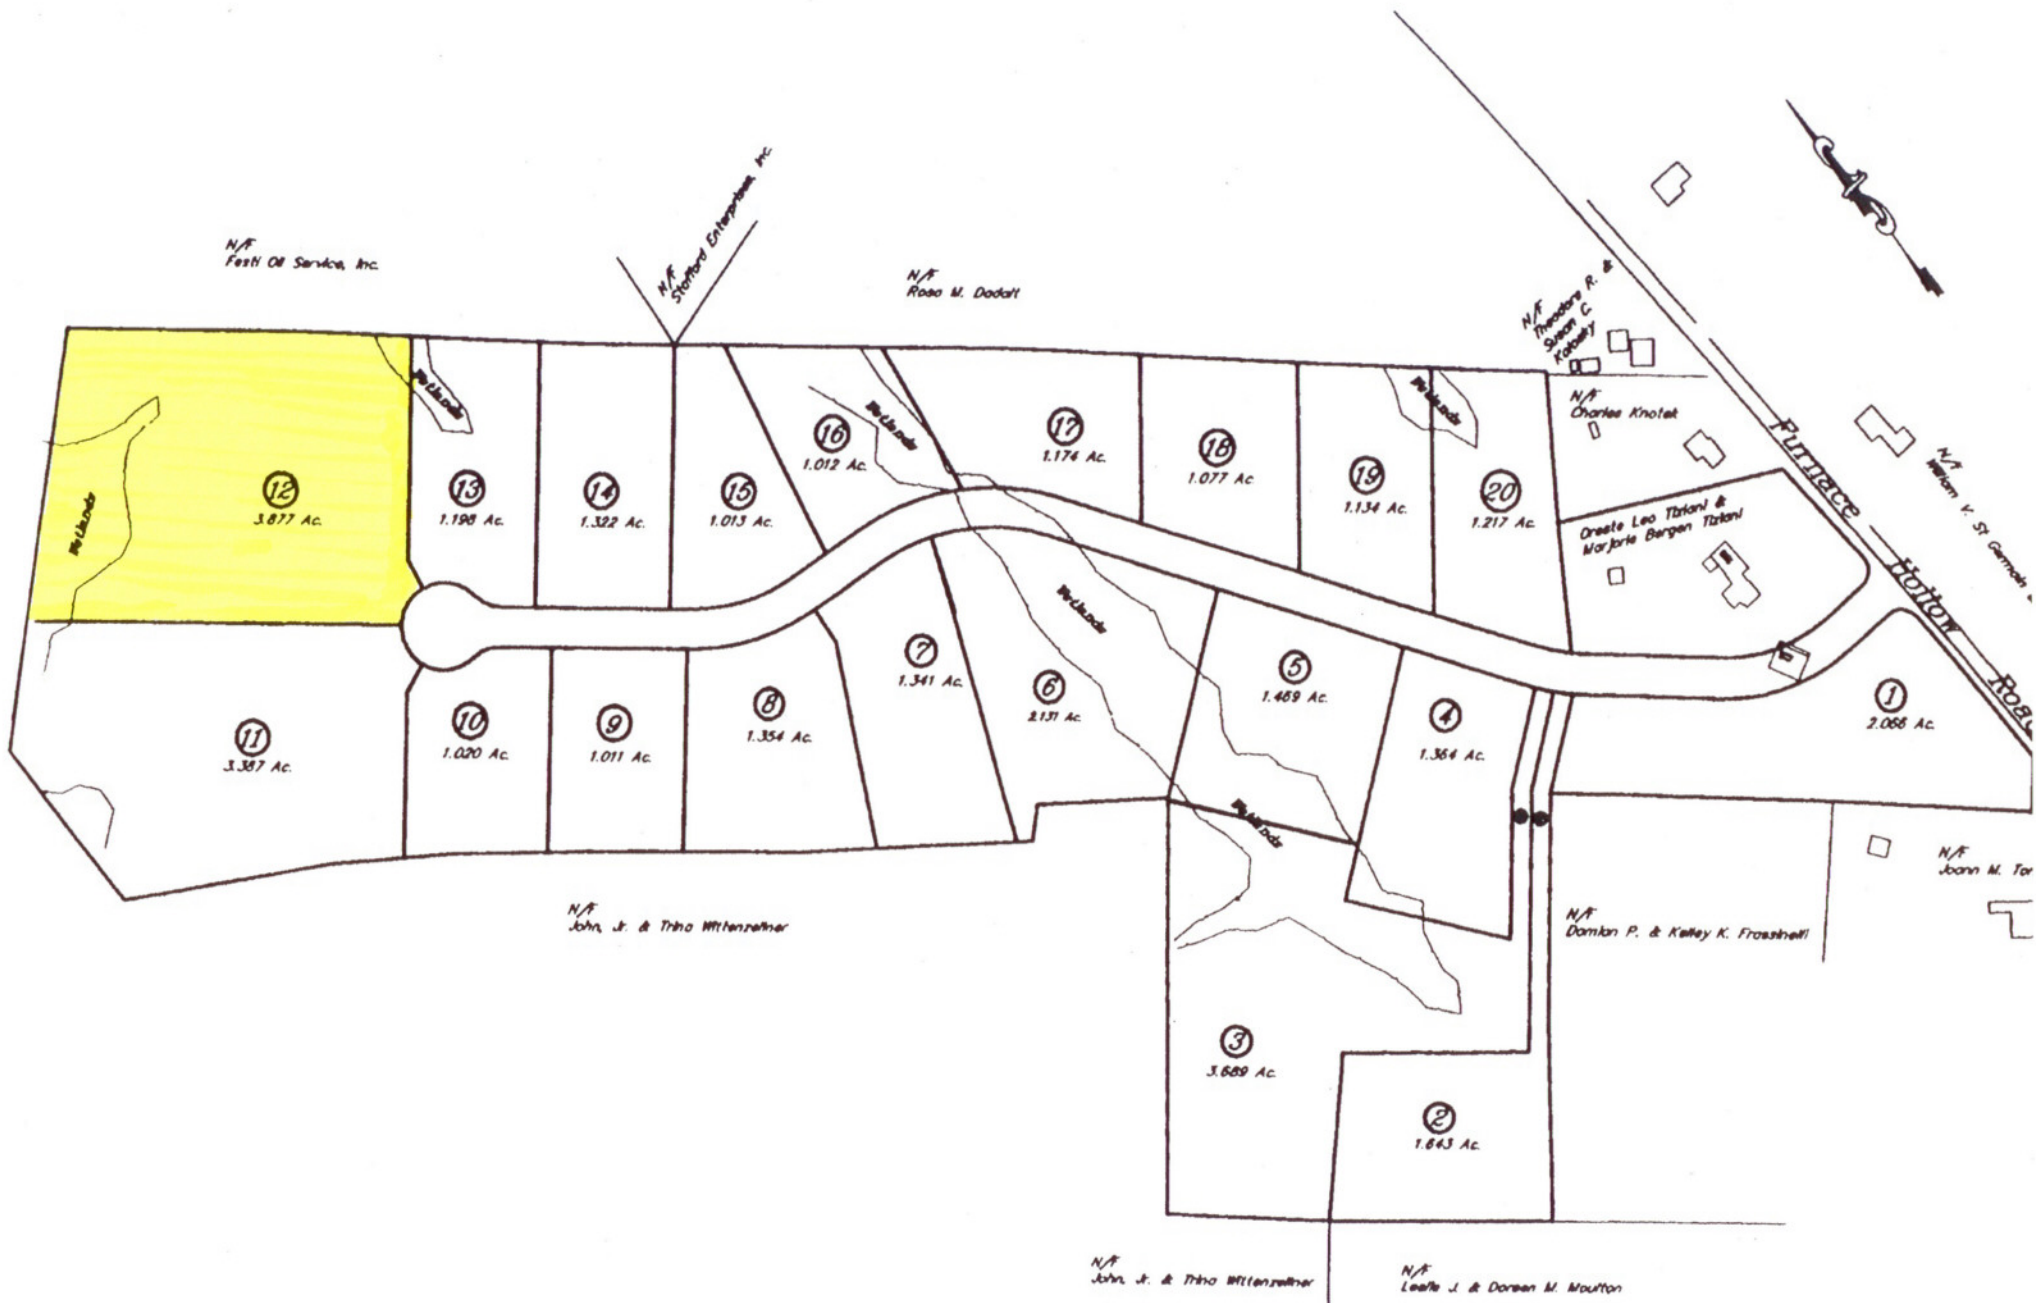 N/F
Festi Oil Service, Inc.
N/F
Stafford Enterprises, Inc
N/F
Rosa M. Dadalt
N/F
Theodore R. &
Susan C.
N/F
Charles Knotek
N/F
William V. St Germain
Oreste Leo Tiziani &
Marjorie Bergen Tiziani
Furnace Hollow Road
Wetlands
12
3.877 Ac.
Wetlands
13
1.198 Ac.
14
1.322 Ac.
15
1.013 Ac.
16
1.012 Ac.
Wetlands
17
1.174 Ac.
18
1.077 Ac.
19
1.134 Ac.
Wetlands
20
1.217 Ac.
11
3.387 Ac.
10
1.020 Ac.
9
1.011 Ac.
8
1.354 Ac.
7
1.341 Ac.
6
2.131 Ac.
Wetlands
5
1.469 Ac.
4
1.364 Ac.
1
2.066 Ac.
Wetlands
3
3.689 Ac.
2
1.643 Ac.
N/F
John, Jr. & Trina Wittenzellner
N/F
Damian P. & Kelley K. Frassinelli
N/F
Joann M.
N/F
John, Jr. & Trina Wittenzellner
N/F
Leslie J. & Doreen M. Moulton